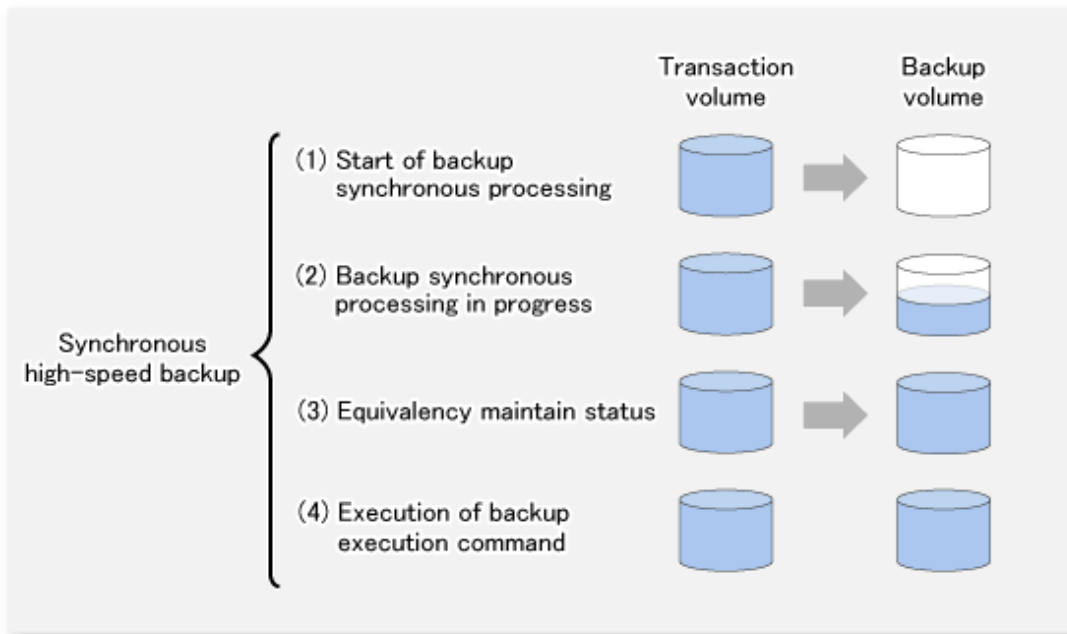 Transaction
volume
Backup
volume
(1) Start of backup
synchronous processing
(2) Backup synchronous
processing in progress
Synchronous
high-speed backup
(3) Equivalency maintain status
(4) Execution of backup
execution command